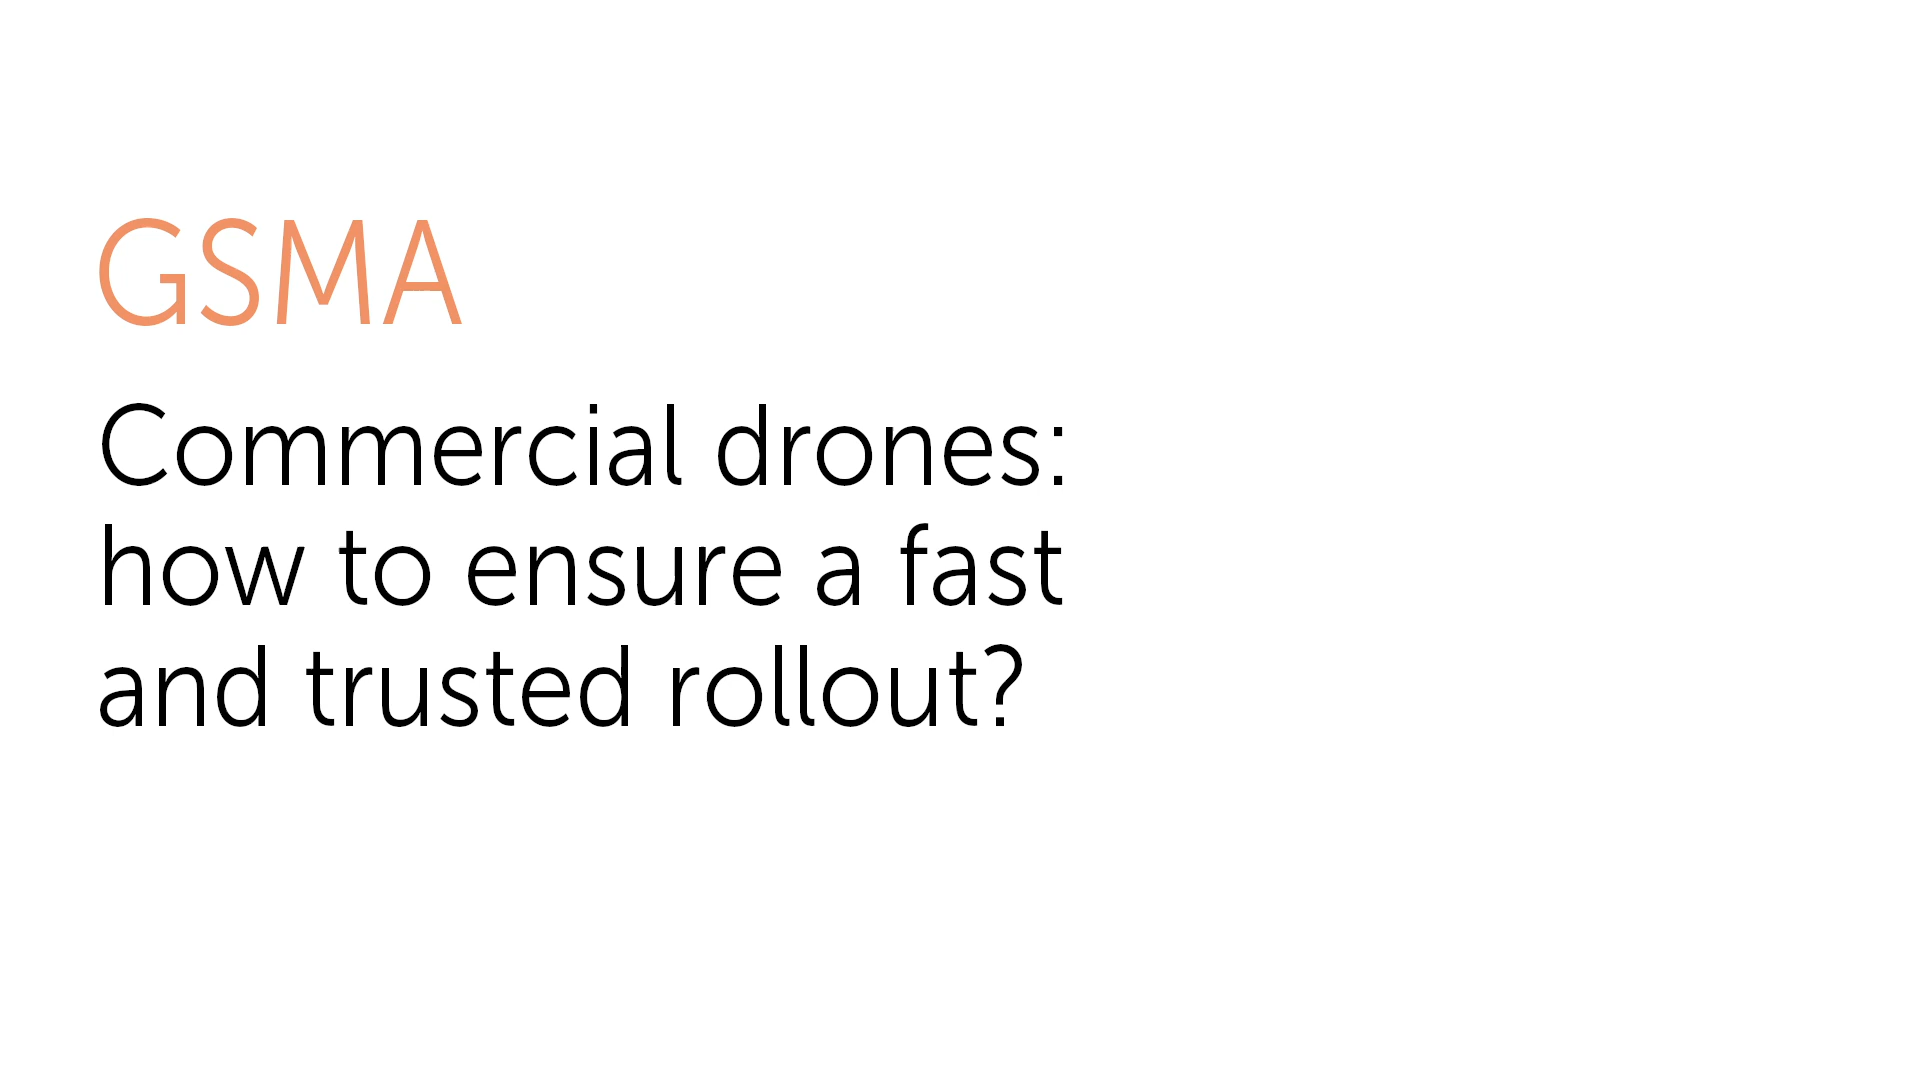 GSMA
Commercial drones:
how to ensure a fast
and trusted rollout?